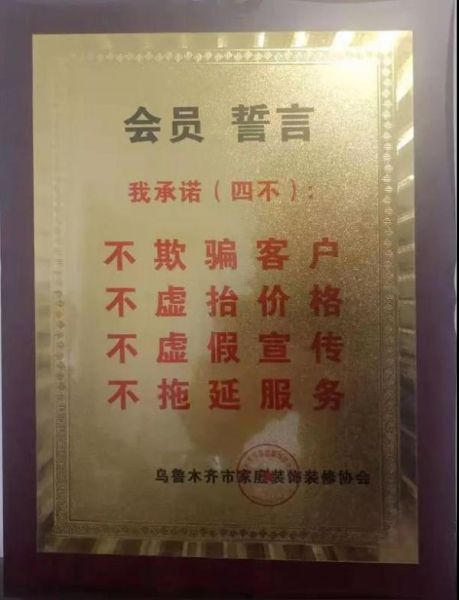 会员 誓言
我承诺（四不）：
不欺骗客户
不虚抬价格
不虚假宣传
不拖延服务
乌鲁木齐市家庭装饰装修协会